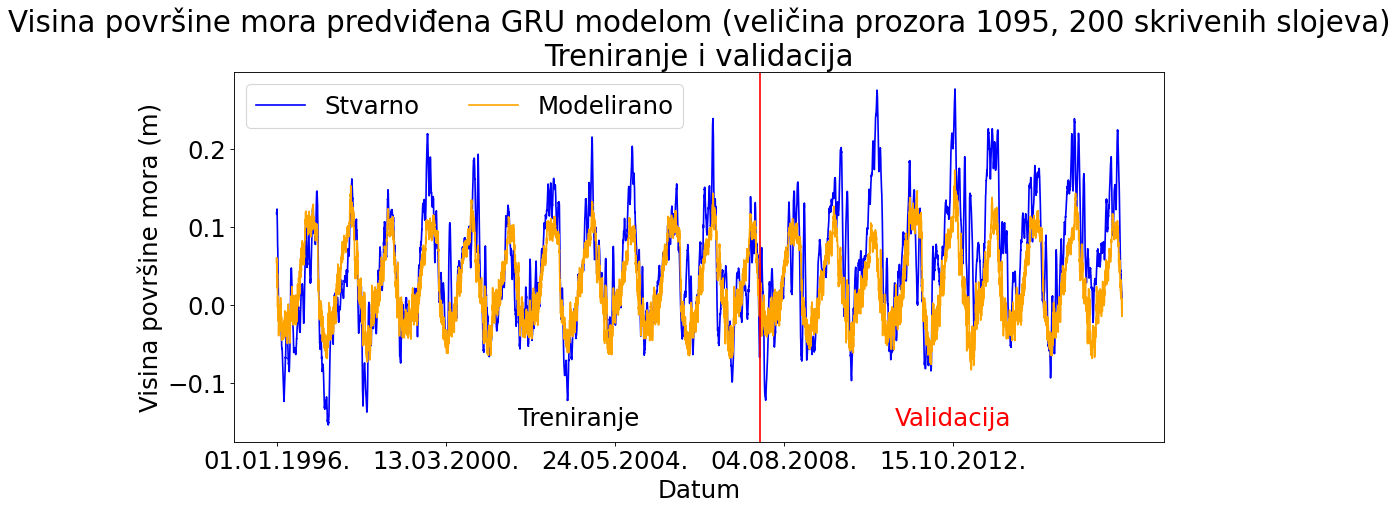 Visina površine mora predviđena GRU modelom (veličina prozora 1095, 200 skrivenih slojeva)
Treniranje i validacija
Stvarno
Modelirano
Visina površine mora (m)
0.2
0.1
0.0
−0.1
Treniranje
Validacija
01.01.1996.
13.03.2000.
24.05.2004.
04.08.2008.
15.10.2012.
Datum